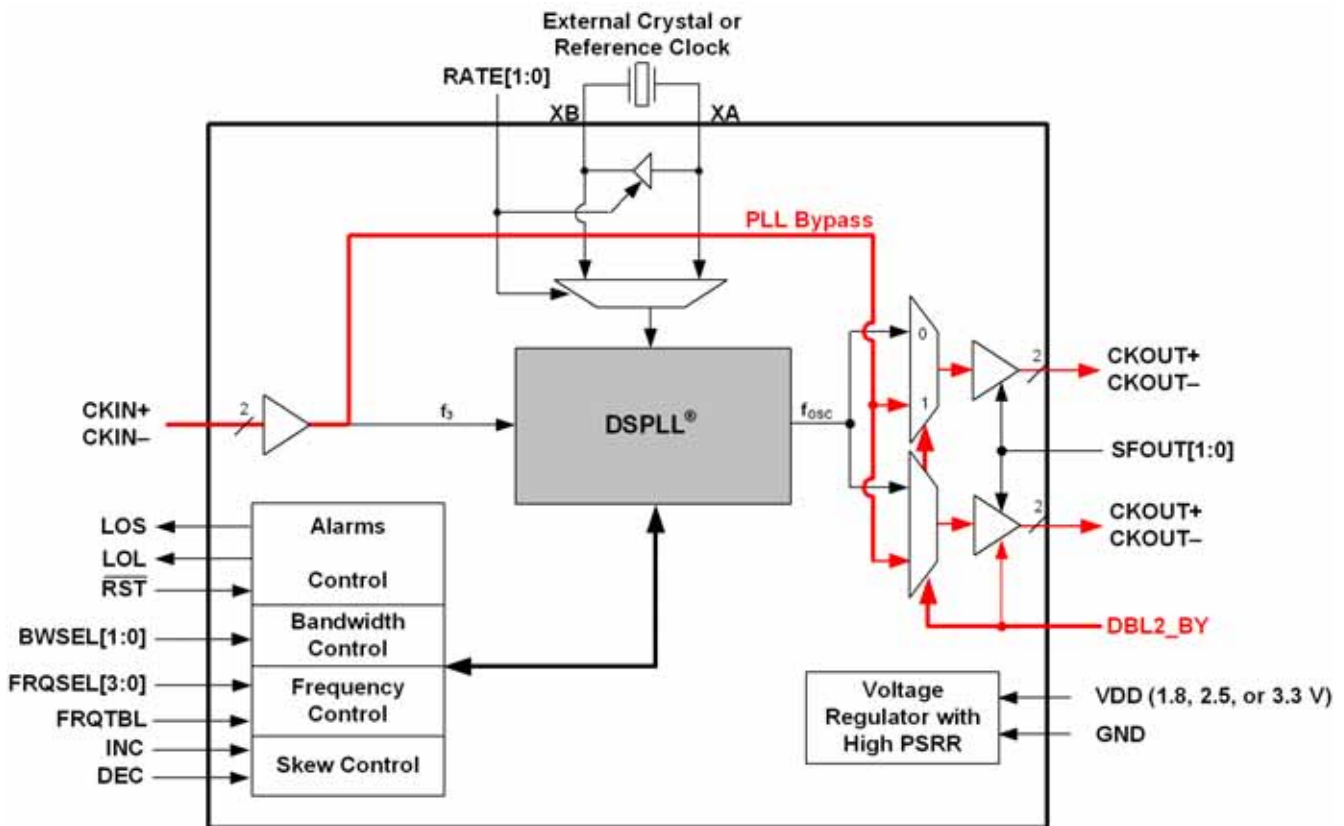 External Crystal or
Reference Clock
RATE[1:0]
XB
XA
PLL Bypass
CKIN+
CKIN–
2
f3
DSPLL®
fOSC
0
1
2
CKOUT+
CKOUT–
SFOUT[1:0]
2
CKOUT+
CKOUT–
DBL2_BY
LOS
LOL
RST
BWSEL[1:0]
FRQSEL[3:0]
FRQTBL
INC
DEC
Alarms
Control
Bandwidth
Control
Frequency
Control
Skew Control
Voltage
Regulator with
High PSRR
VDD (1.8, 2.5, or 3.3 V)
GND